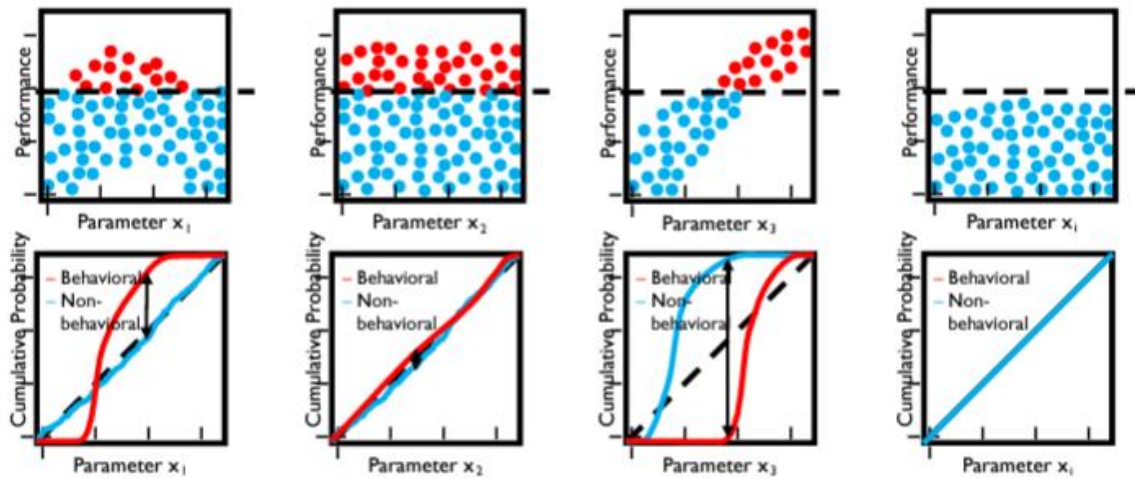 Performance
Parameter x₁
Performance
Parameter x₂
Performance
Parameter x₃
Performance
Parameter xᵢ
Cumulative Probability
Behavioral
Non-
behavioral
Parameter x₁
Cumulative Probability
Behavioral
Non-
behavioral
Parameter x₂
Cumulative Probability
Behavioral
Non-
behavioral
Parameter x₃
Cumulative Probability
Behavioral
Non-
behavioral
Parameter xᵢ